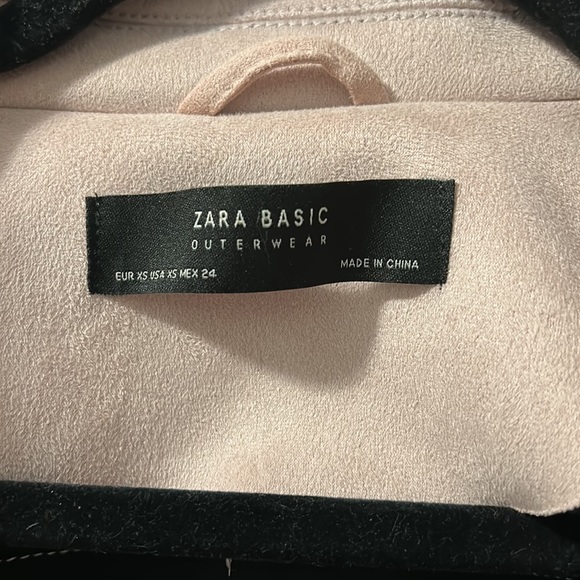 ZARA BASIC
OUTERWEAR
EUR XS USA XS MEX 24
MADE IN CHINA